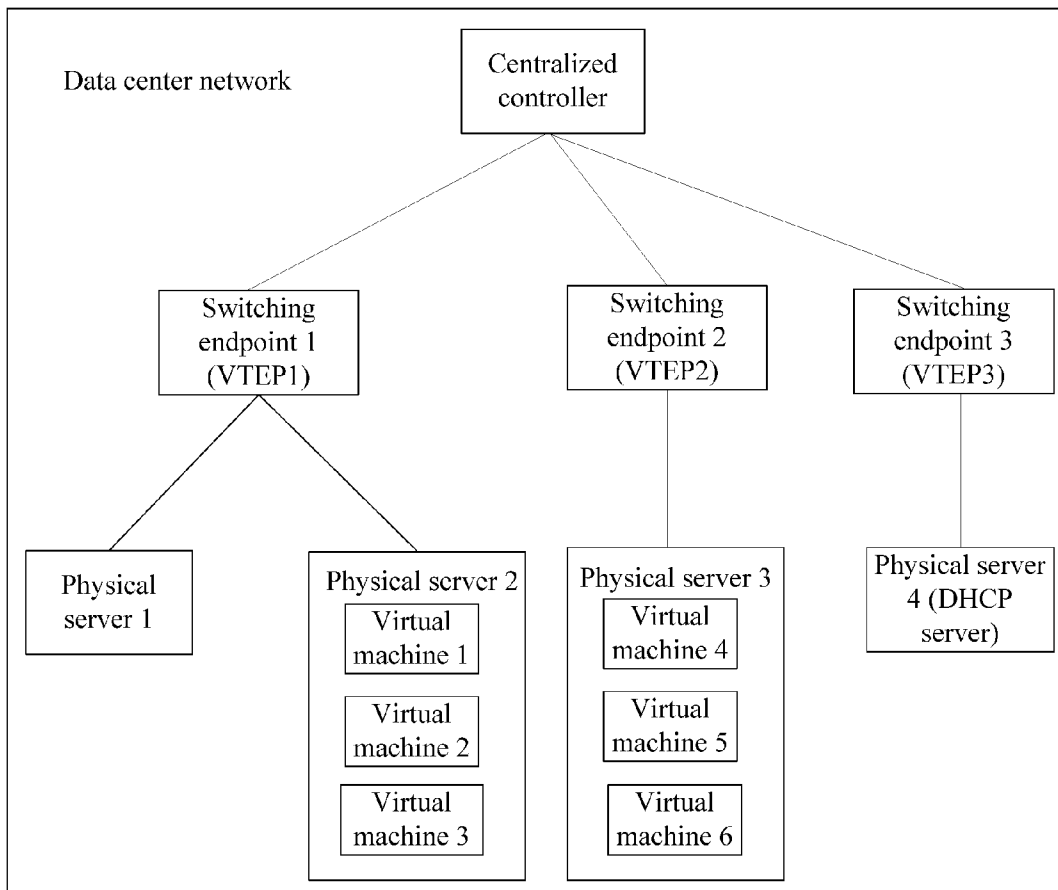 Data center network
Centralized
controller
Switching
endpoint 1
(VTEP1)
Switching
endpoint 2
(VTEP2)
Switching
endpoint 3
(VTEP3)
Physical
server 1
Physical server 2
Virtual
machine 1
Virtual
machine 2
Virtual
machine 3
Physical server 3
Virtual
machine 4
Virtual
machine 5
Virtual
machine 6
Physical server
4 (DHCP
server)